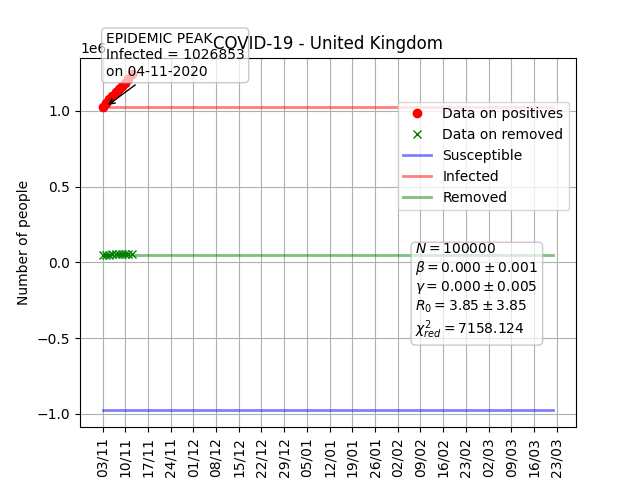 COVID-19 - United Kingdom
EPIDEMIC PEAK
Infected = 1026853
on 04-11-2020
1e6
Number of people
1.0
0.5
0.0
−0.5
−1.0
Data on positives
Data on removed
Susceptible
Infected
Removed
N = 100000
β = 0.000 ± 0.001
γ = 0.000 ± 0.005
R₀ = 3.85 ± 3.85
χ²_red = 7158.124
03/11
10/11
17/11
24/11
01/12
08/12
15/12
22/12
29/12
05/01
12/01
19/01
26/01
02/02
09/02
16/02
23/02
02/03
09/03
16/03
23/03